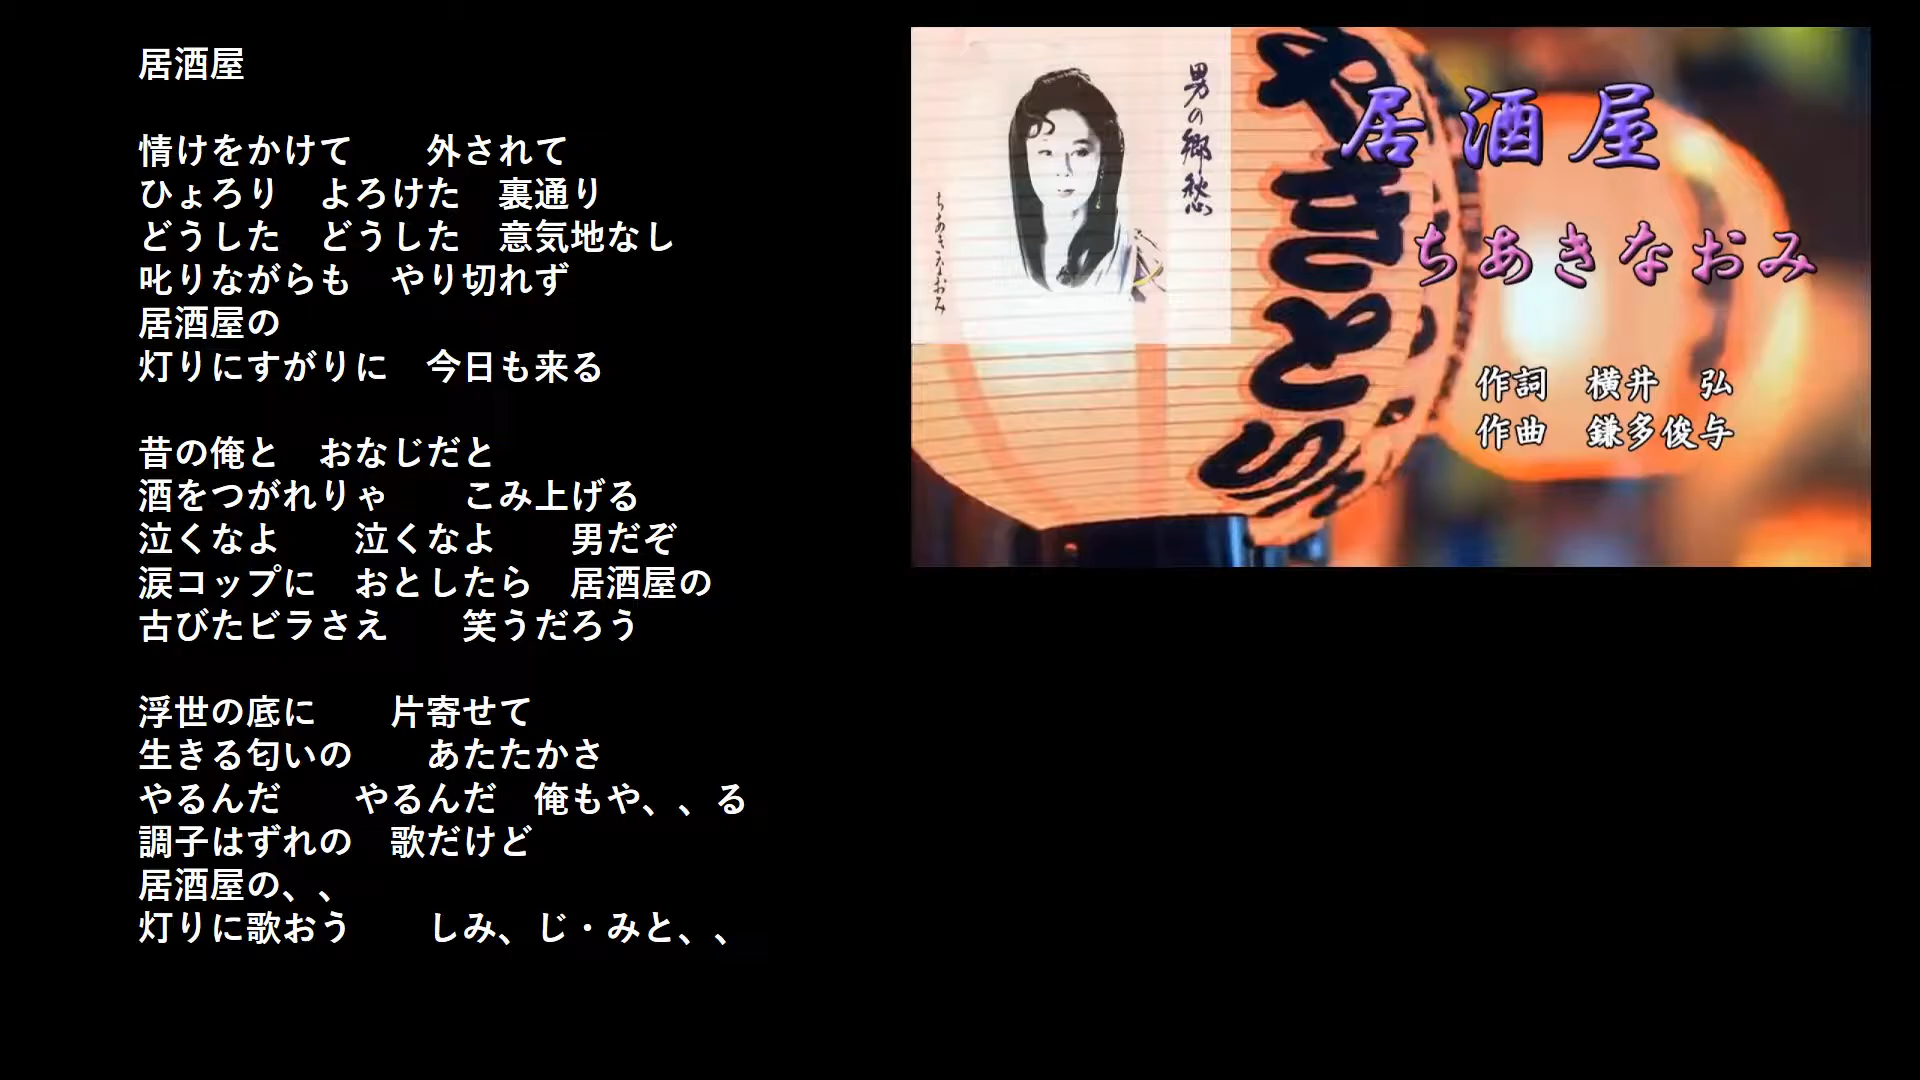 居酒屋
情けをかけて　　外されて
ひょろり　よろけた　裏通り
どうした　どうした　意気地なし
叱りながらも　やり切れず
居酒屋の
灯りにすがりに　今日も来る
昔の俺と　おなじだと
酒をつがれりゃ　　こみ上げる
泣くなよ　　泣くなよ　　男だぞ
涙コップに　おとしたら　居酒屋の
古びたビラさえ　　笑うだろう
浮世の底に　　片寄せて
生きる匂いの　　あたたかさ
やるんだ　　やるんだ　俺もや、、る
調子はずれの　歌だけど
居酒屋の、、
灯りに歌おう　　しみ、じ・みと、、
男の郷愁
ちあきなおみ
やきとり
居酒屋
ちあきなおみ
作詞　横井　弘
作曲　鎌多俊与